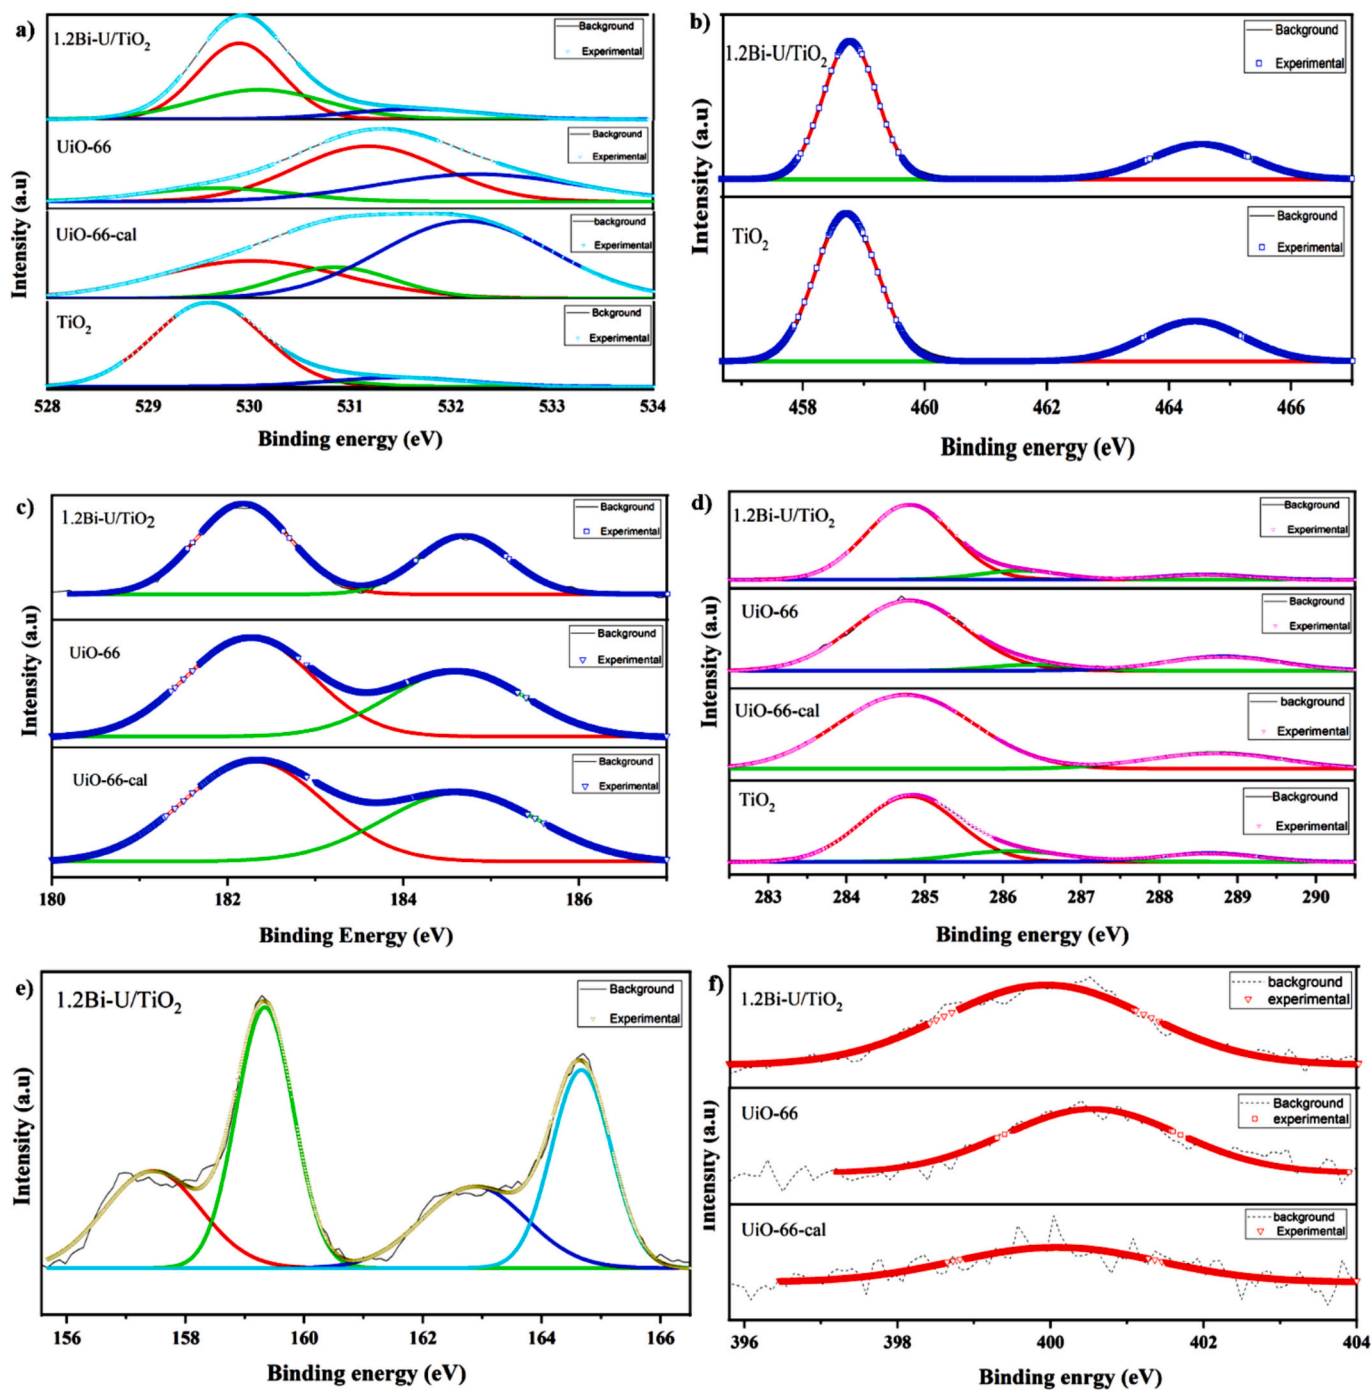 a)
1.2Bi-U/TiO2
Background
Experimental
UiO-66
Background
Experimental
UiO-66-cal
background
Experimental
TiO2
Bckground
Experimental
Intensity (a.u)
528 529 530 531 532 533 534
Binding energy (eV)
b)
1.2Bi-U/TiO2
Background
Experimental
TiO2
Background
Experimental
Intensity (a.u)
458 460 462 464 466
Binding energy (eV)
c)
1.2Bi-U/TiO2
Background
Experimental
UiO-66
Background
Experimental
UiO-66-cal
Background
Experimental
Intensity (a.u)
180 182 184 186
Binding Energy (eV)
d)
1.2Bi-U/TiO2
Background
Experimental
UiO-66
Background
Experimental
UiO-66-cal
background
Experimental
TiO2
Background
Experimental
Intensity (a.u)
283 284 285 286 287 288 289 290
Binding energy (eV)
e)
1.2Bi-U/TiO2
Background
Experimental
Intensity (a.u)
156 158 160 162 164 166
Binding energy (eV)
f)
1.2Bi-U/TiO2
background
experimental
UiO-66
Background
experimental
UiO-66-cal
background
Experimental
Intensity (a.u)
396 398 400 402 404
Binding enrgy (eV)